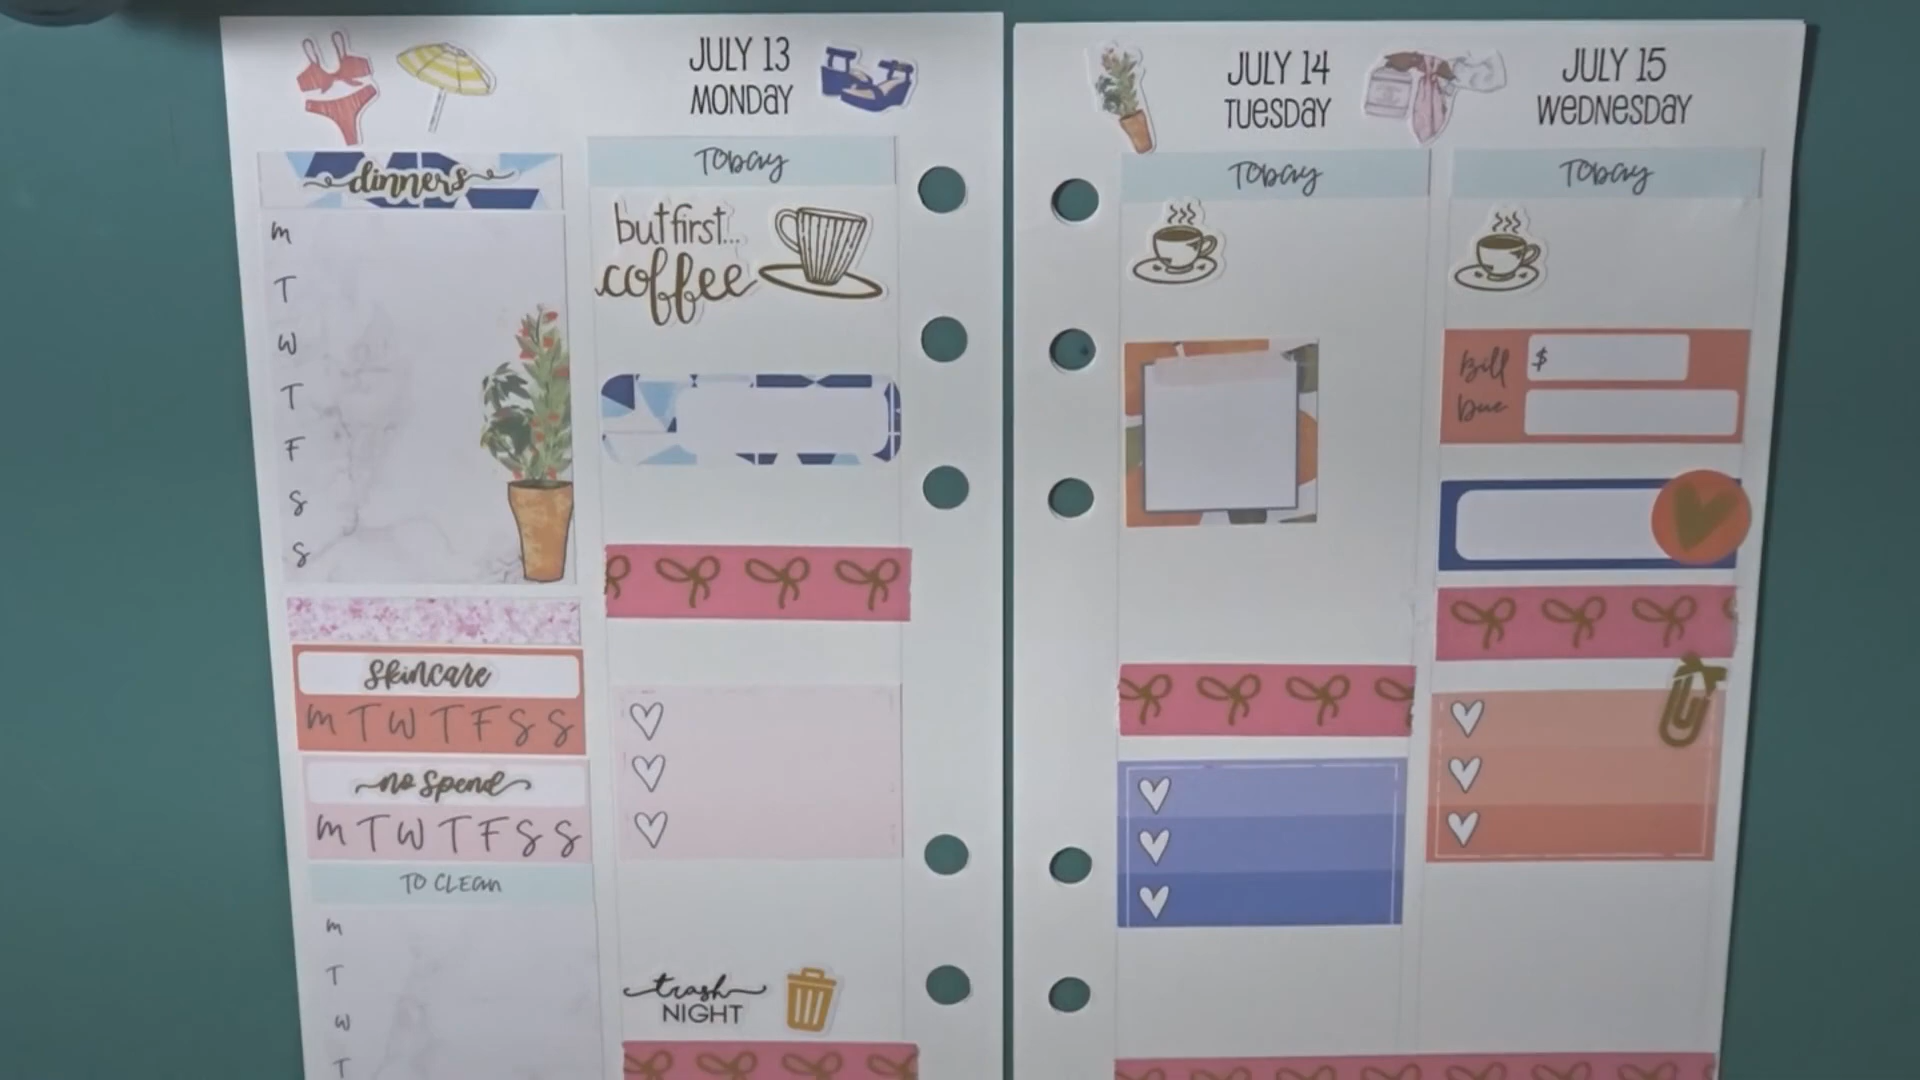 dinners
M
T
W
T
F
S
S
skincare
M T W T F S S
no spend
M T W T F S S
TO CLEAN
M
T
W
T
JULY 13
MONDAY
TODAY
but first...
coffee
trash
NIGHT
JULY 14
TUESDAY
TODAY
JULY 15
WEDNESDAY
TODAY
Bill $
Due